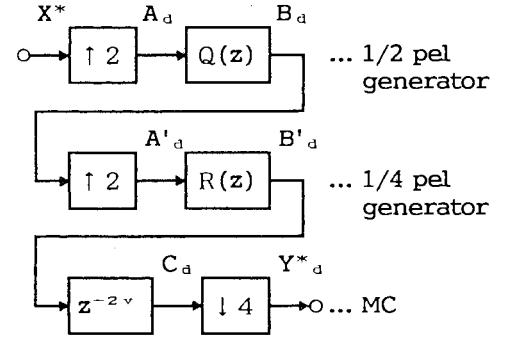 X* A_d B_d
↑ 2 Q(z) ... 1/2 pel
generator
A'_d B'_d
↑ 2 R(z) ... 1/4 pel
generator
C_d Y*_d
z^{-2v} ↓ 4 ... MC